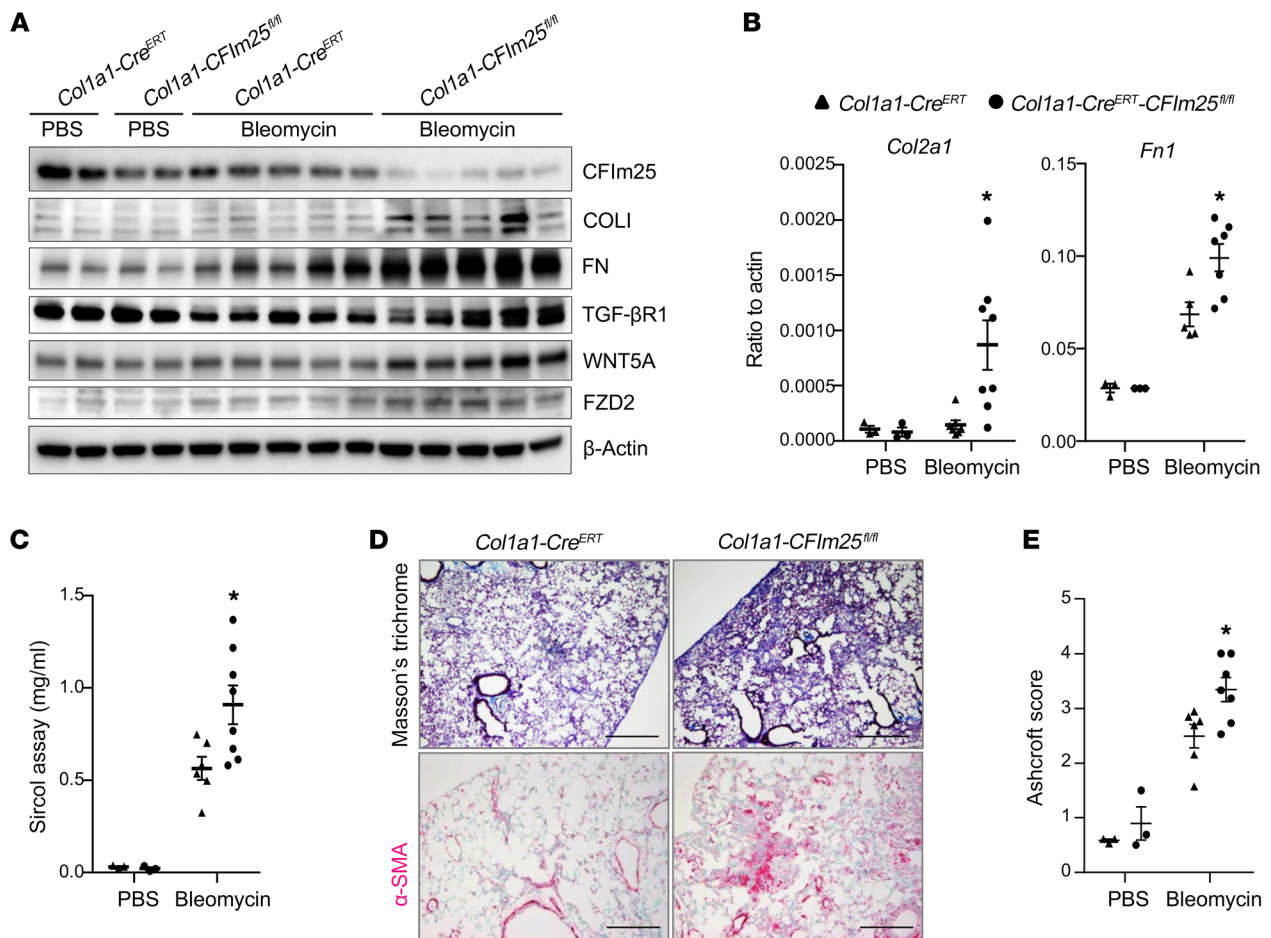 A
Col1a1-CreERT
Col1a1-CFIm25fl/fl
Col1a1-CreERT
Col1a1-CFIm25fl/fl
PBS PBS Bleomycin Bleomycin
CFIm25
COLI
FN
TGF-βR1
WNT5A
FZD2
β-Actin
B
▲ Col1a1-CreERT ● Col1a1-CreERT-CFIm25fl/fl
Col2a1
Ratio to actin
0.0025
0.0020
0.0015
0.0010
0.0005
0.0000
*
PBS Bleomycin
Fn1
0.15
0.10
0.05
0.00
*
PBS Bleomycin
C
Sircol assay (mg/ml)
1.5
1.0
0.5
0.0
*
PBS Bleomycin
D
Col1a1-CreERT Col1a1-CFIm25fl/fl
Masson's trichrome
α-SMA
E
Ashcroft score
5
4
3
2
1
0
*
PBS Bleomycin